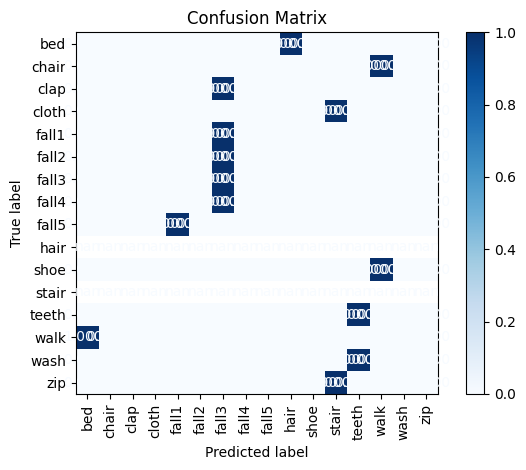 Confusion Matrix
True label
bed
chair
clap
cloth
fall1
fall2
fall3
fall4
fall5
hair
shoe
stair
teeth
walk
wash
zip
bed
chair
clap
cloth
fall1
fall2
fall3
fall4
fall5
hair
shoe
stair
teeth
walk
wash
zip
Predicted label
1.0
0.8
0.6
0.4
0.2
0.0